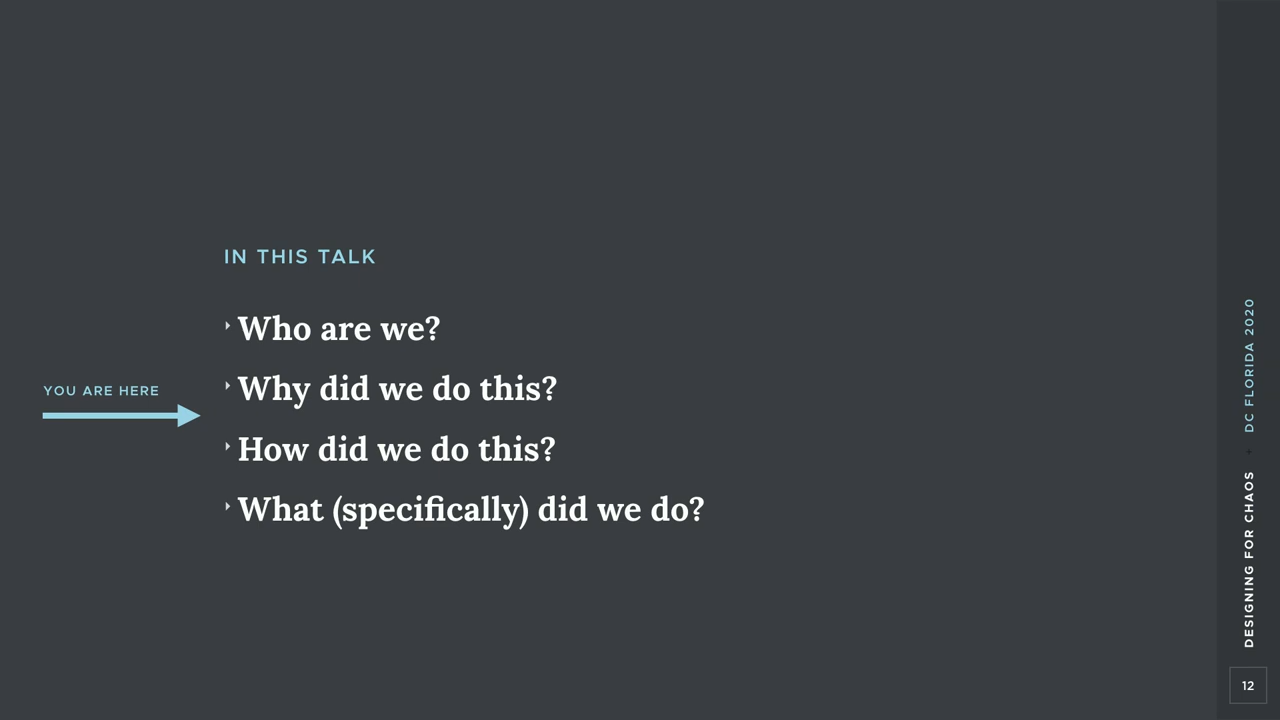 IN THIS TALK
Who are we?
YOU ARE HERE
Why did we do this?
How did we do this?
What (specifically) did we do?
DESIGNING FOR CHAOS + DC FLORIDA 2020
12